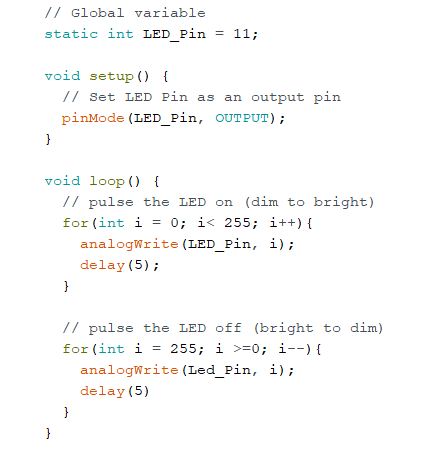 // Global variable
static int LED_Pin = 11;
void setup() {
// Set LED Pin as an output pin
pinMode(LED_Pin, OUTPUT);
}
void loop() {
// pulse the LED on (dim to bright)
for(int i = 0; i< 255; i++){
analogWrite(LED_Pin, i);
delay(5);
}
// pulse the LED off (bright to dim)
for(int i = 255; i >=0; i--){
analogWrite(Led_Pin, i);
delay(5)
}
}